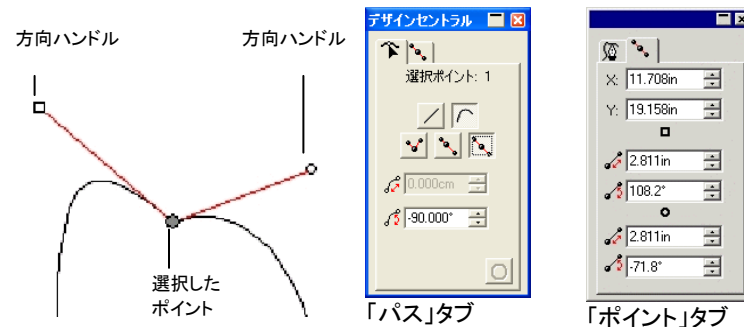 方向ハンドル
方向ハンドル
選択した
ポイント
デザインセントラル
選択ポイント: 1
0.000cm
-90.000°
「パス」タブ
X: 11.708in
Y: 19.158in
2.811in
108.2°
2.811in
-71.8°
「ポイント」タブ